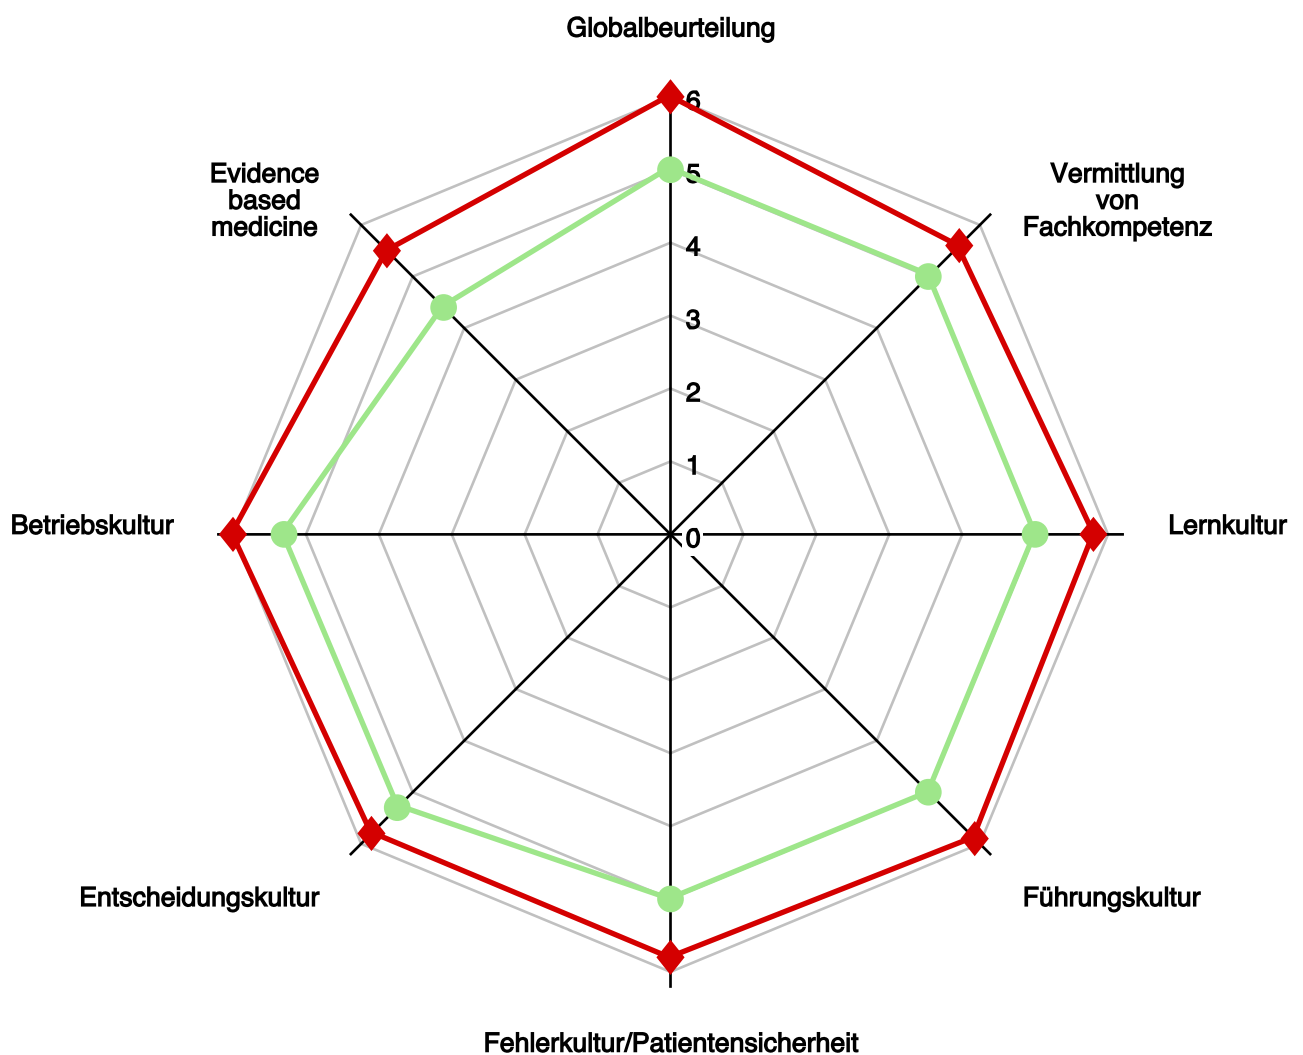 Globalbeurteilung
6
Evidence
based
medicine
Vermittlung
von
Fachkompetenz
5
4
3
2
1
0
Betriebskultur
Lernkultur
Entscheidungskultur
Führungskultur
Fehlerkultur/Patientensicherheit